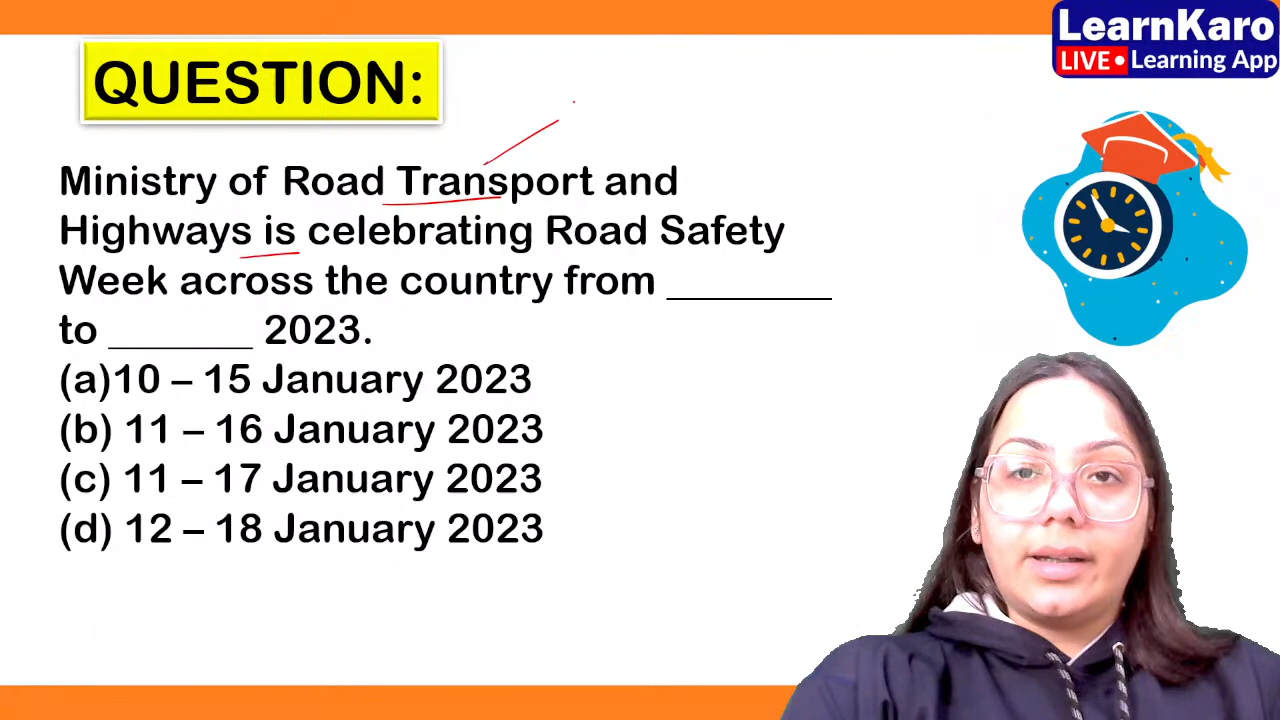 LearnKaro
LIVE • Learning App
QUESTION:
Ministry of Road Transport and
Highways is celebrating Road Safety
Week across the country from ________
to _______ 2023.
(a)10 – 15 January 2023
(b) 11 – 16 January 2023
(c) 11 – 17 January 2023
(d) 12 – 18 January 2023